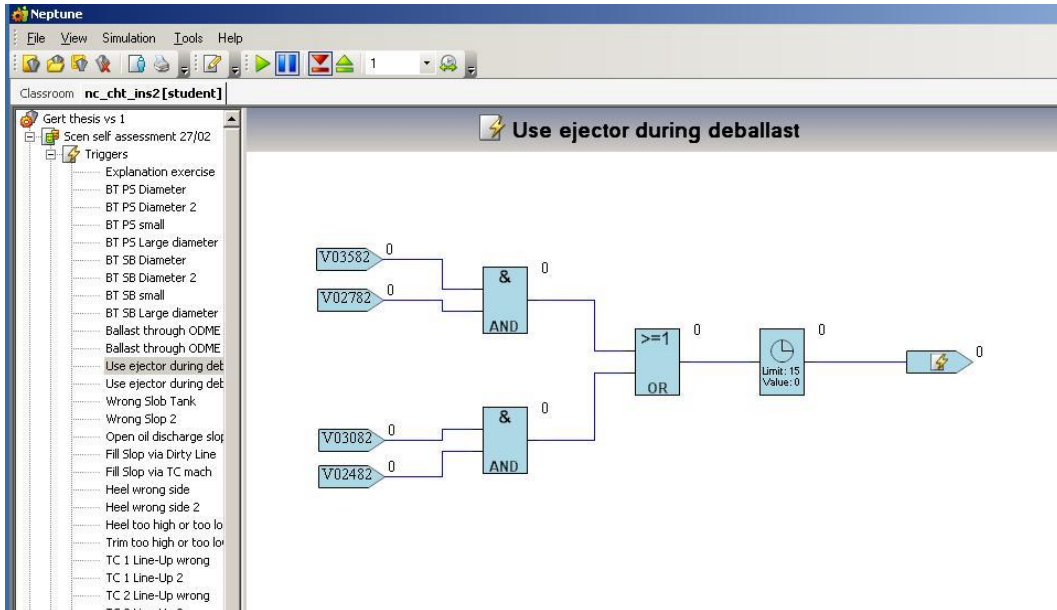 Neptune
File View Simulation Tools Help
1
Classroom nc_cht_ins2[student]
Gert thesis vs 1
Scen self assessment 27/02
Triggers
Explanation exercise
BT PS Diameter
BT PS Diameter 2
BT PS small
BT PS Large diameter
BT SB Diameter
BT SB Diameter 2
BT SB small
BT SB Large diameter
Ballast through ODME
Ballast through ODME
Use ejector during det
Use ejector during det
Wrong Slob Tank
Wrong Slop 2
Open oil discharge slop
Fill Slop via Dirty Line
Fill Slop via TC mach
Heel wrong side
Heel wrong side 2
Heel too high or too lo
Trim too high or too lo
TC 1 Line-Up wrong
TC 1 Line-Up 2
TC 2 Line-Up wrong
Use ejector during deballast
V03582 0
V02782 0
& 0
AND
>=1 0
OR
Limit: 15 0
Value: 0
0
V03082 0
V02482 0
& 0
AND